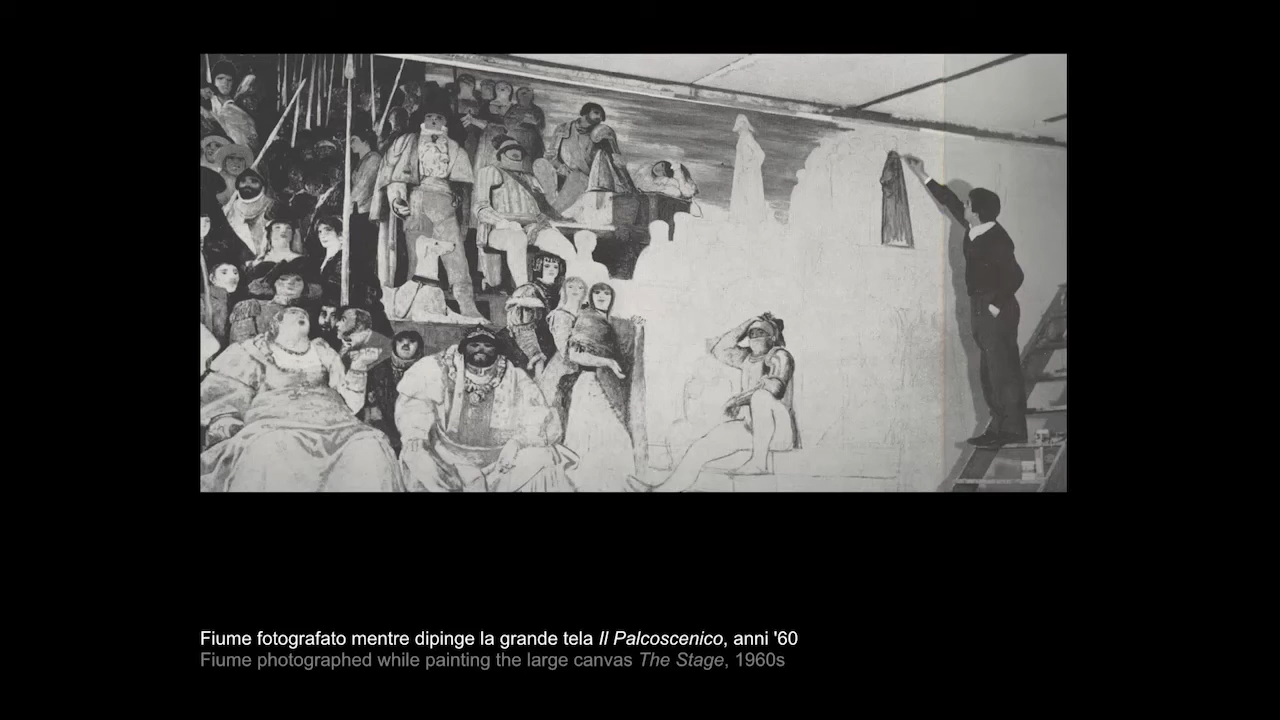 Fiume fotografato mentre dipinge la grande tela Il Palcoscenico, anni '60
Fiume photographed while painting the large canvas The Stage, 1960s